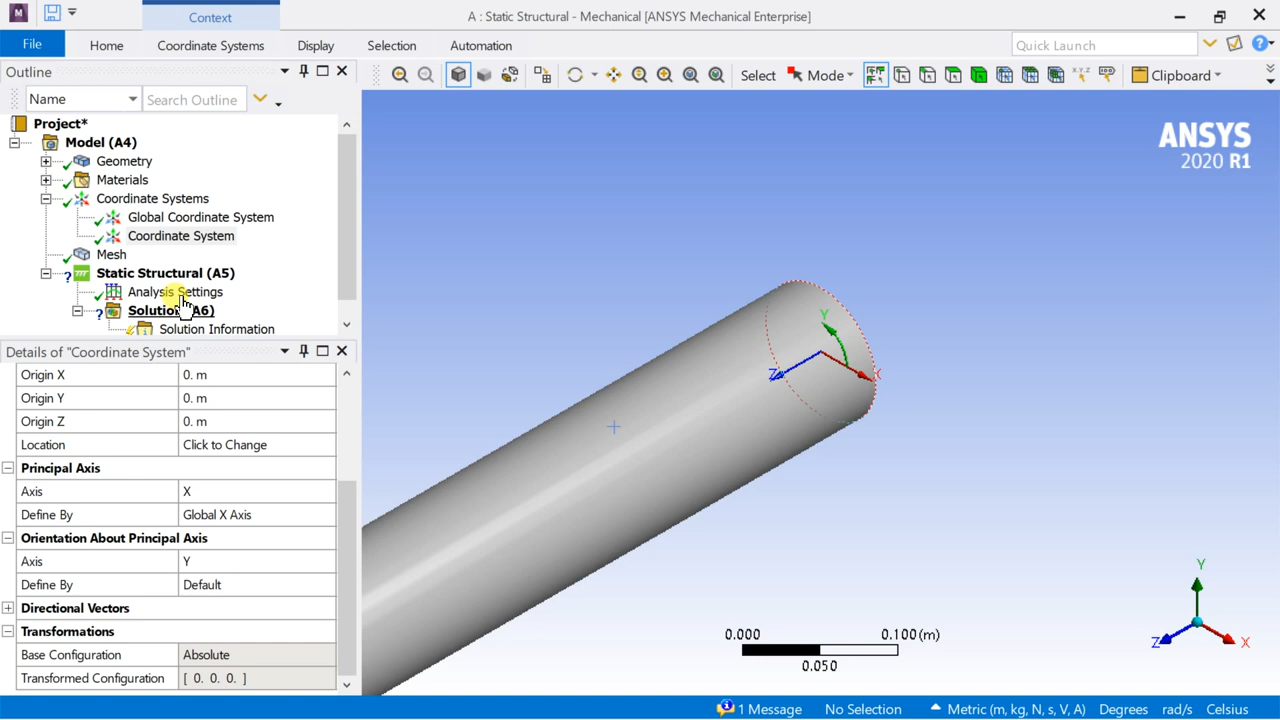 M
A : Static Structural - Mechanical [ANSYS Mechanical Enterprise]
Context
File Home Coordinate Systems Display Selection Automation
Quick Launch
Outline
Select Mode Clipboard
Name Search Outline
Project*
Model (A4)
Geometry
Materials
Coordinate Systems
Global Coordinate System
Coordinate System
Mesh
Static Structural (A5)
Analysis Settings
Solution (A6)
Solution Information
Details of "Coordinate System"
Origin X 0. m
Origin Y 0. m
Origin Z 0. m
Location Click to Change
Principal Axis
Axis X
Define By Global X Axis
Orientation About Principal Axis
Axis Y
Define By Default
Directional Vectors
Transformations
Base Configuration Absolute
Transformed Configuration [ 0. 0. 0. ]
ANSYS
2020 R1
Y
Z
X
0.000 0.100 (m)
0.050
Y
Z
X
1 Message No Selection Metric (m, kg, N, s, V, A) Degrees rad/s Celsius